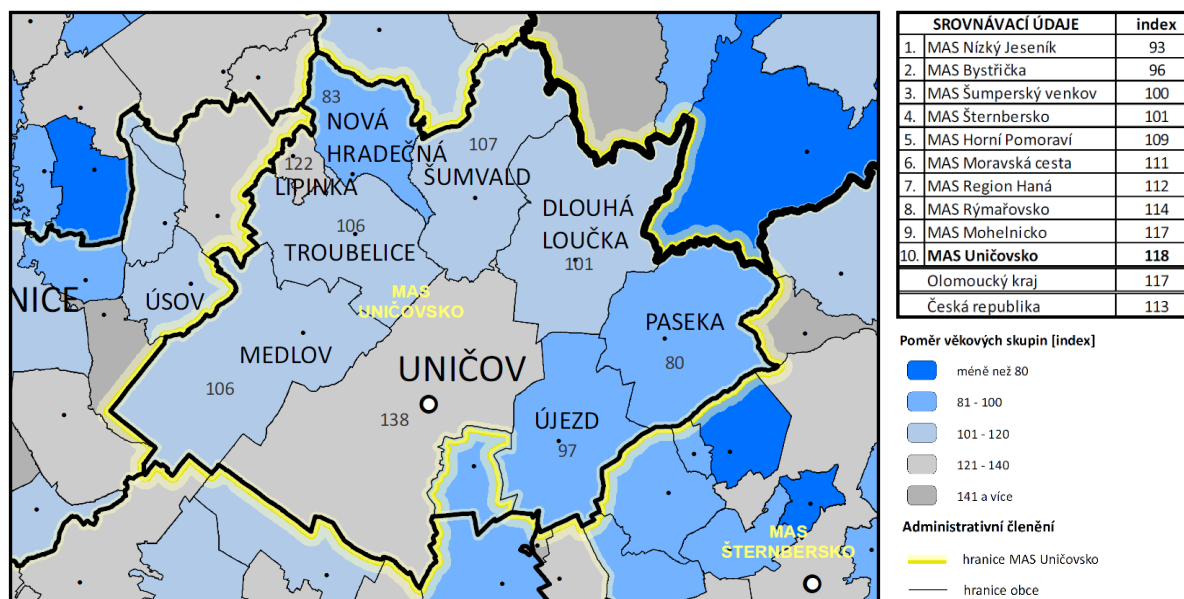 83
NOVÁ
HRADEČNÁ
122
LIPINKA
107
ŠUMVALD
106
TROUBELICE
DLOUHÁ
LOUČKA
101
NICE
ÚSOV
MAS
UNIČOVSKO
PASEKA
80
MEDLOV
106
UNIČOV
138
ÚJEZD
97
MAS
ŠTERNBERSKO
SROVNÁVACÍ ÚDAJE index
1. MAS Nízký Jeseník 93
2. MAS Bystřička 96
3. MAS Šumperský venkov 100
4. MAS Šternbersko 101
5. MAS Horní Pomoraví 109
6. MAS Moravská cesta 111
7. MAS Region Haná 112
8. MAS Rýmařovsko 114
9. MAS Mohelnicko 117
10. MAS Uničovsko 118
Olomoucký kraj 117
Česká republika 113
Poměr věkových skupin [index]
méně než 80
81 - 100
101 - 120
121 - 140
141 a více
Administrativní členění
hranice MAS Uničovsko
hranice obce